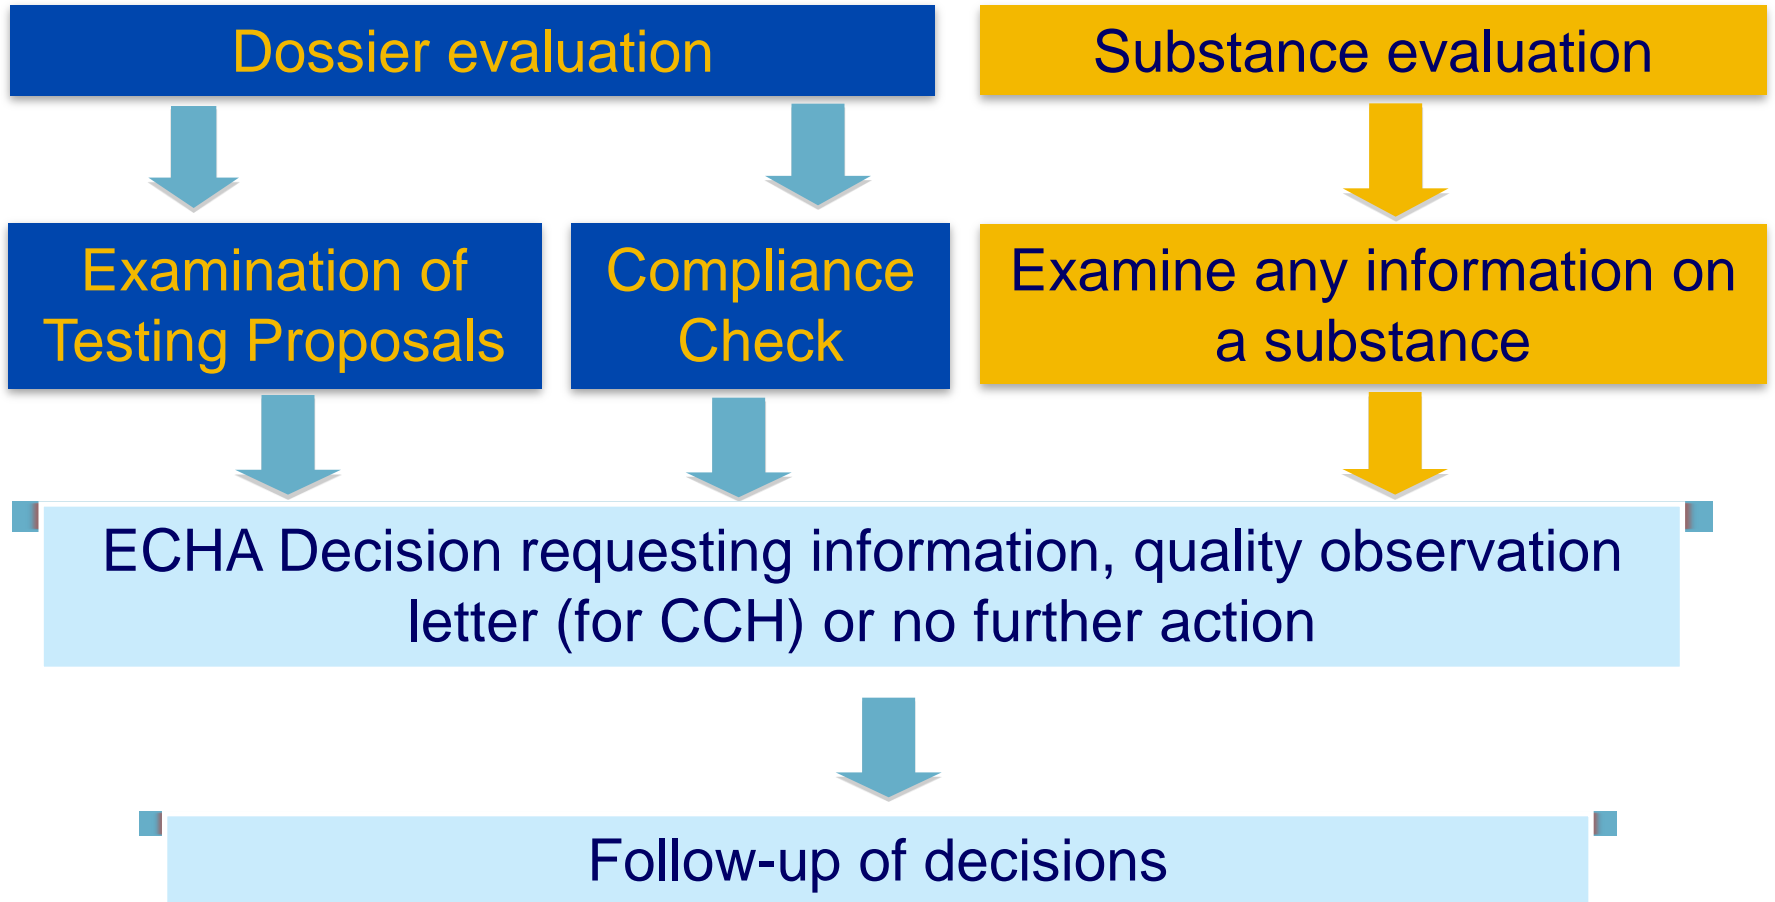 Dossier evaluation
Substance evaluation
Examination of
Testing Proposals
Compliance
Check
Examine any information on
a substance
ECHA Decision requesting information, quality observation
letter (for CCH) or no further action
Follow-up of decisions